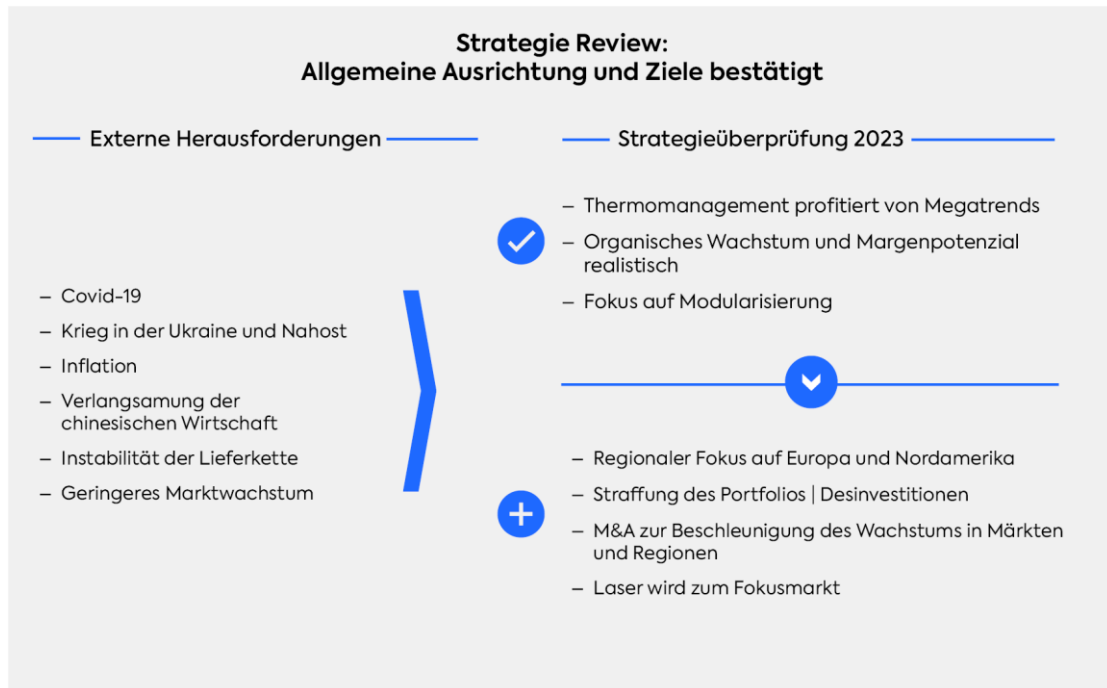 Strategie Review:
Allgemeine Ausrichtung und Ziele bestätigt
Externe Herausforderungen
– Covid-19
– Krieg in der Ukraine und Nahost
– Inflation
– Verlangsamung der
chinesischen Wirtschaft
– Instabilität der Lieferkette
– Geringeres Marktwachstum
Strategieüberprüfung 2023
– Thermomanagement profitiert von Megatrends
– Organisches Wachstum und Margenpotenzial
realistisch
– Fokus auf Modularisierung
– Regionaler Fokus auf Europa und Nordamerika
– Straffung des Portfolios | Desinvestitionen
– M&A zur Beschleunigung des Wachstums in Märkten
und Regionen
– Laser wird zum Fokusmarkt